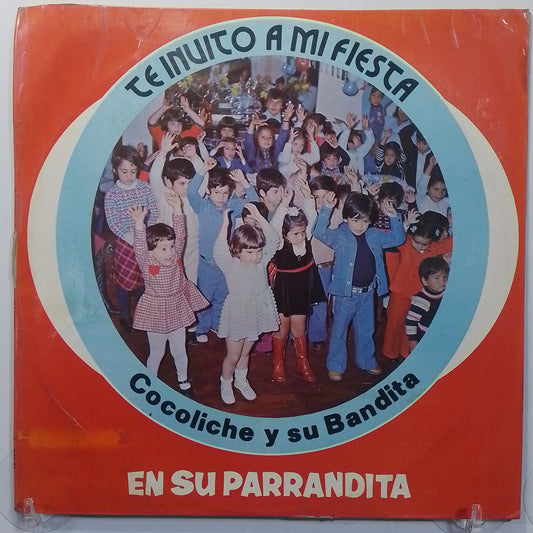 TE INVITO A MI FIESTA
Cocoliche y su Bandita
EN SU PARRANDITA